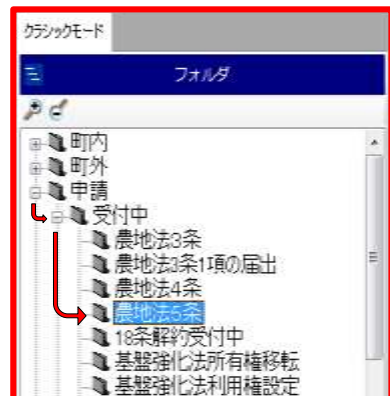 クラシックモード
フォルダ
町内
町外
申請
受付中
農地法3条
農地法3条1項の届出
農地法4条
農地法5条
18条解約受付中
基盤強化法所有権移転
基盤強化法利用権設定